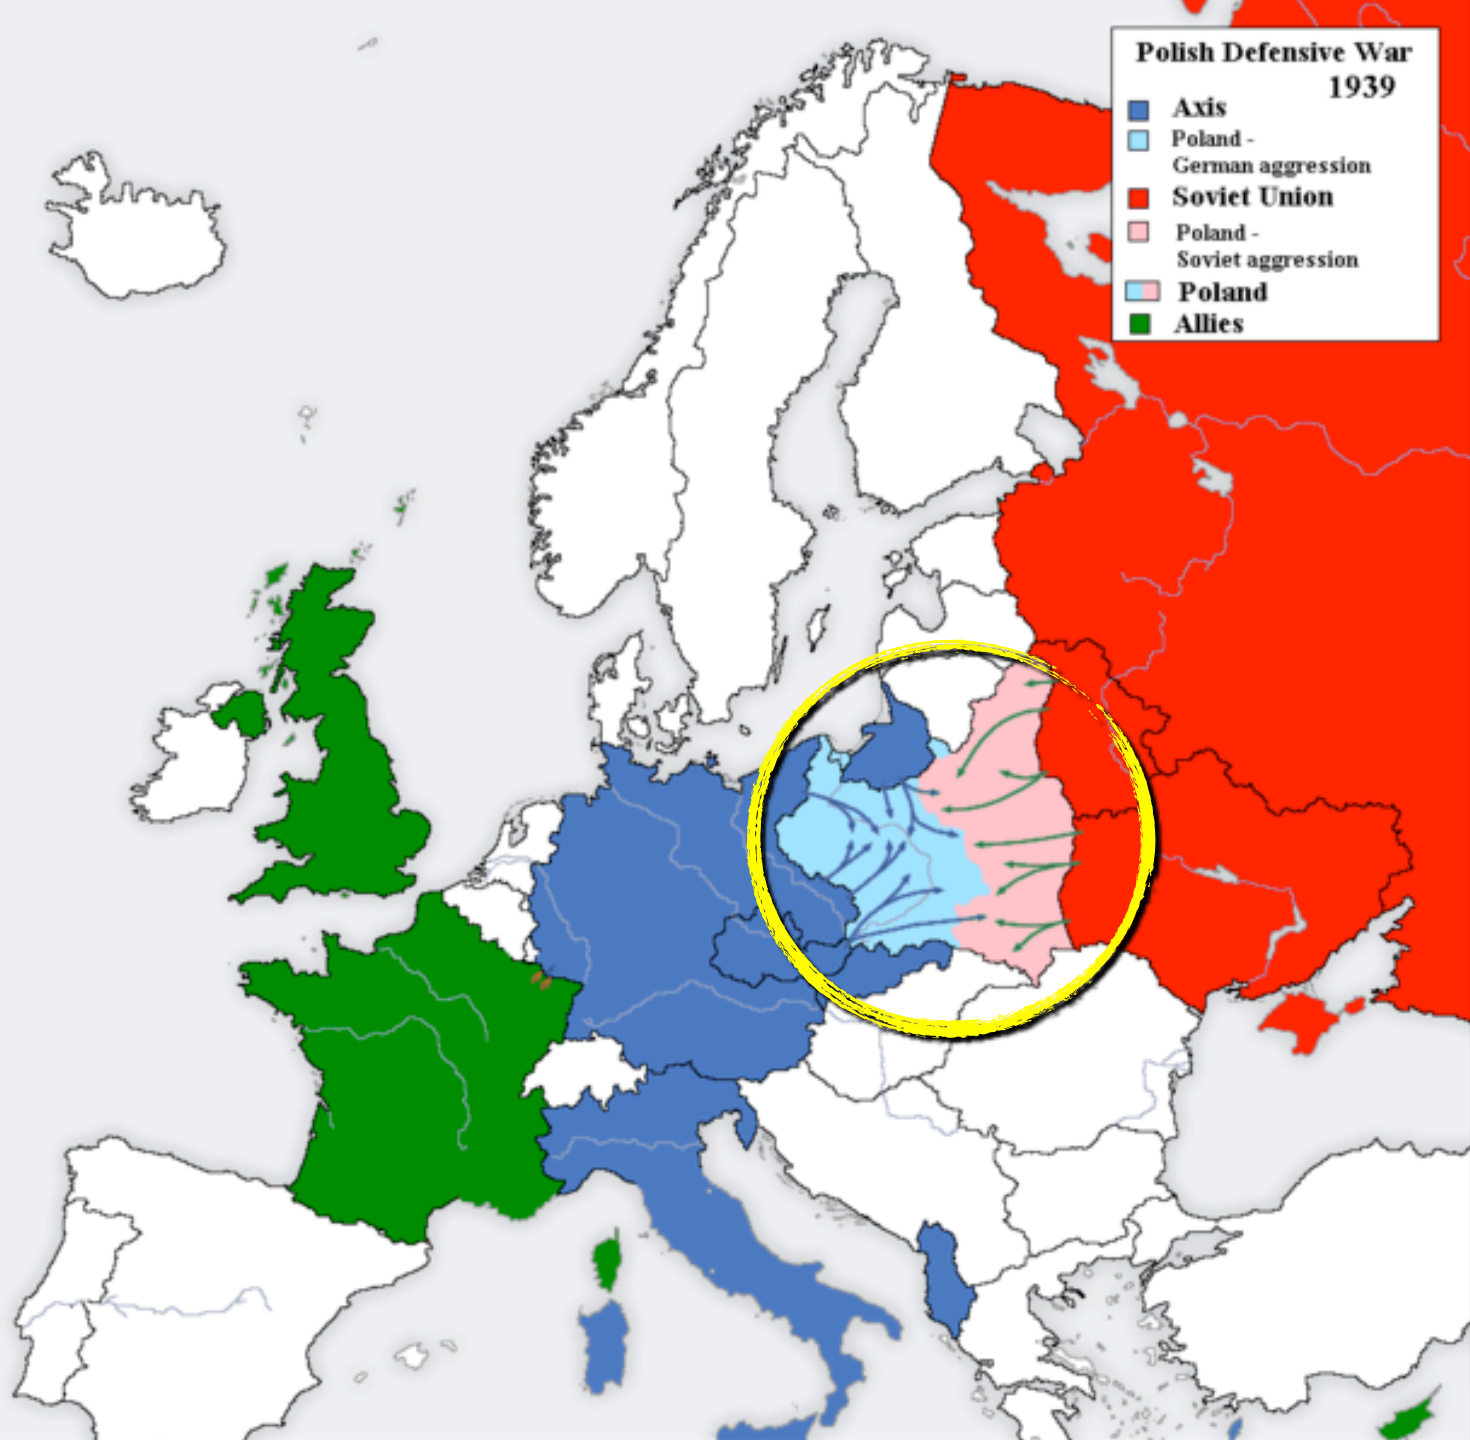 Polish Defensive War
1939
Axis
Poland -
German aggression
Soviet Union
Poland -
Soviet aggression
Poland
Allies